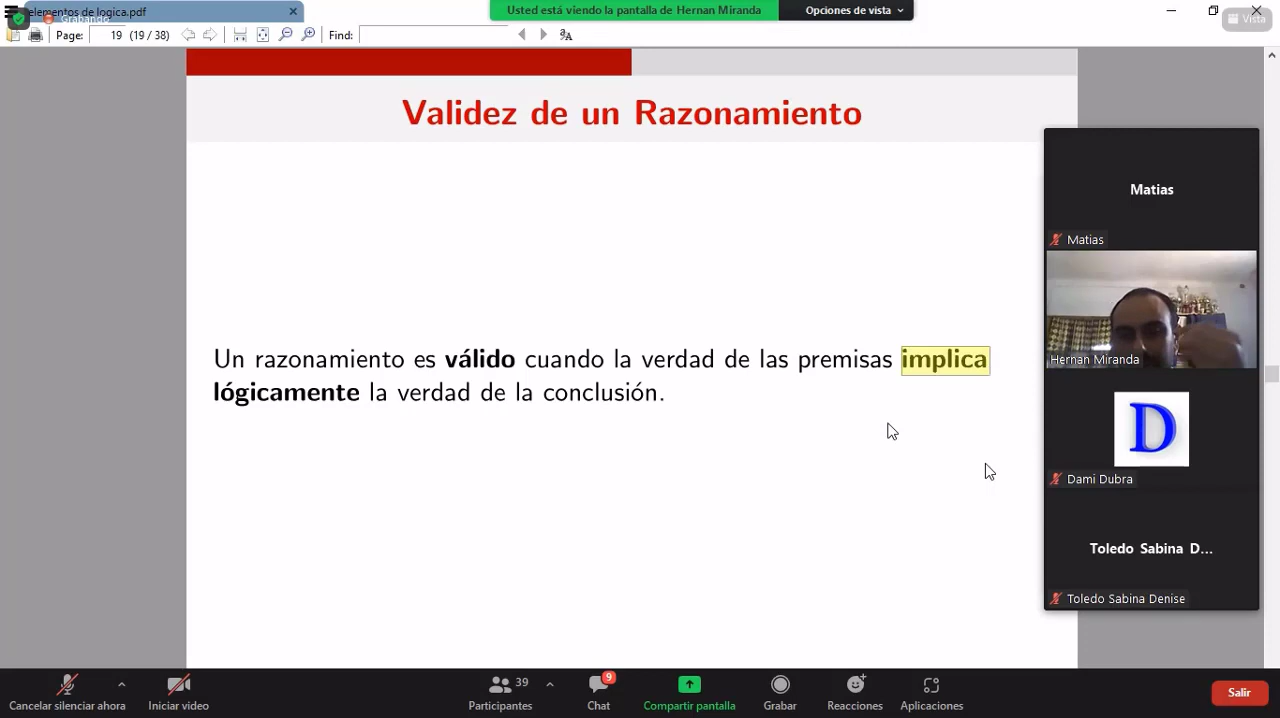 elementos de logica.pdf
Grabando
Usted está viendo la pantalla de Hernan Miranda
Opciones de vista
Vista
Page: 19 (19 / 38)
Find:
Validez de un Razonamiento
Un razonamiento es válido cuando la verdad de las premisas implica
lógicamente la verdad de la conclusión.
Matias
Matias
Hernan Miranda
D
Dami Dubra
Toledo Sabina D...
Toledo Sabina Denise
Cancelar silenciar ahora
Iniciar video
39
Participantes
9
Chat
Compartir pantalla
Grabar
Reacciones
Aplicaciones
Salir